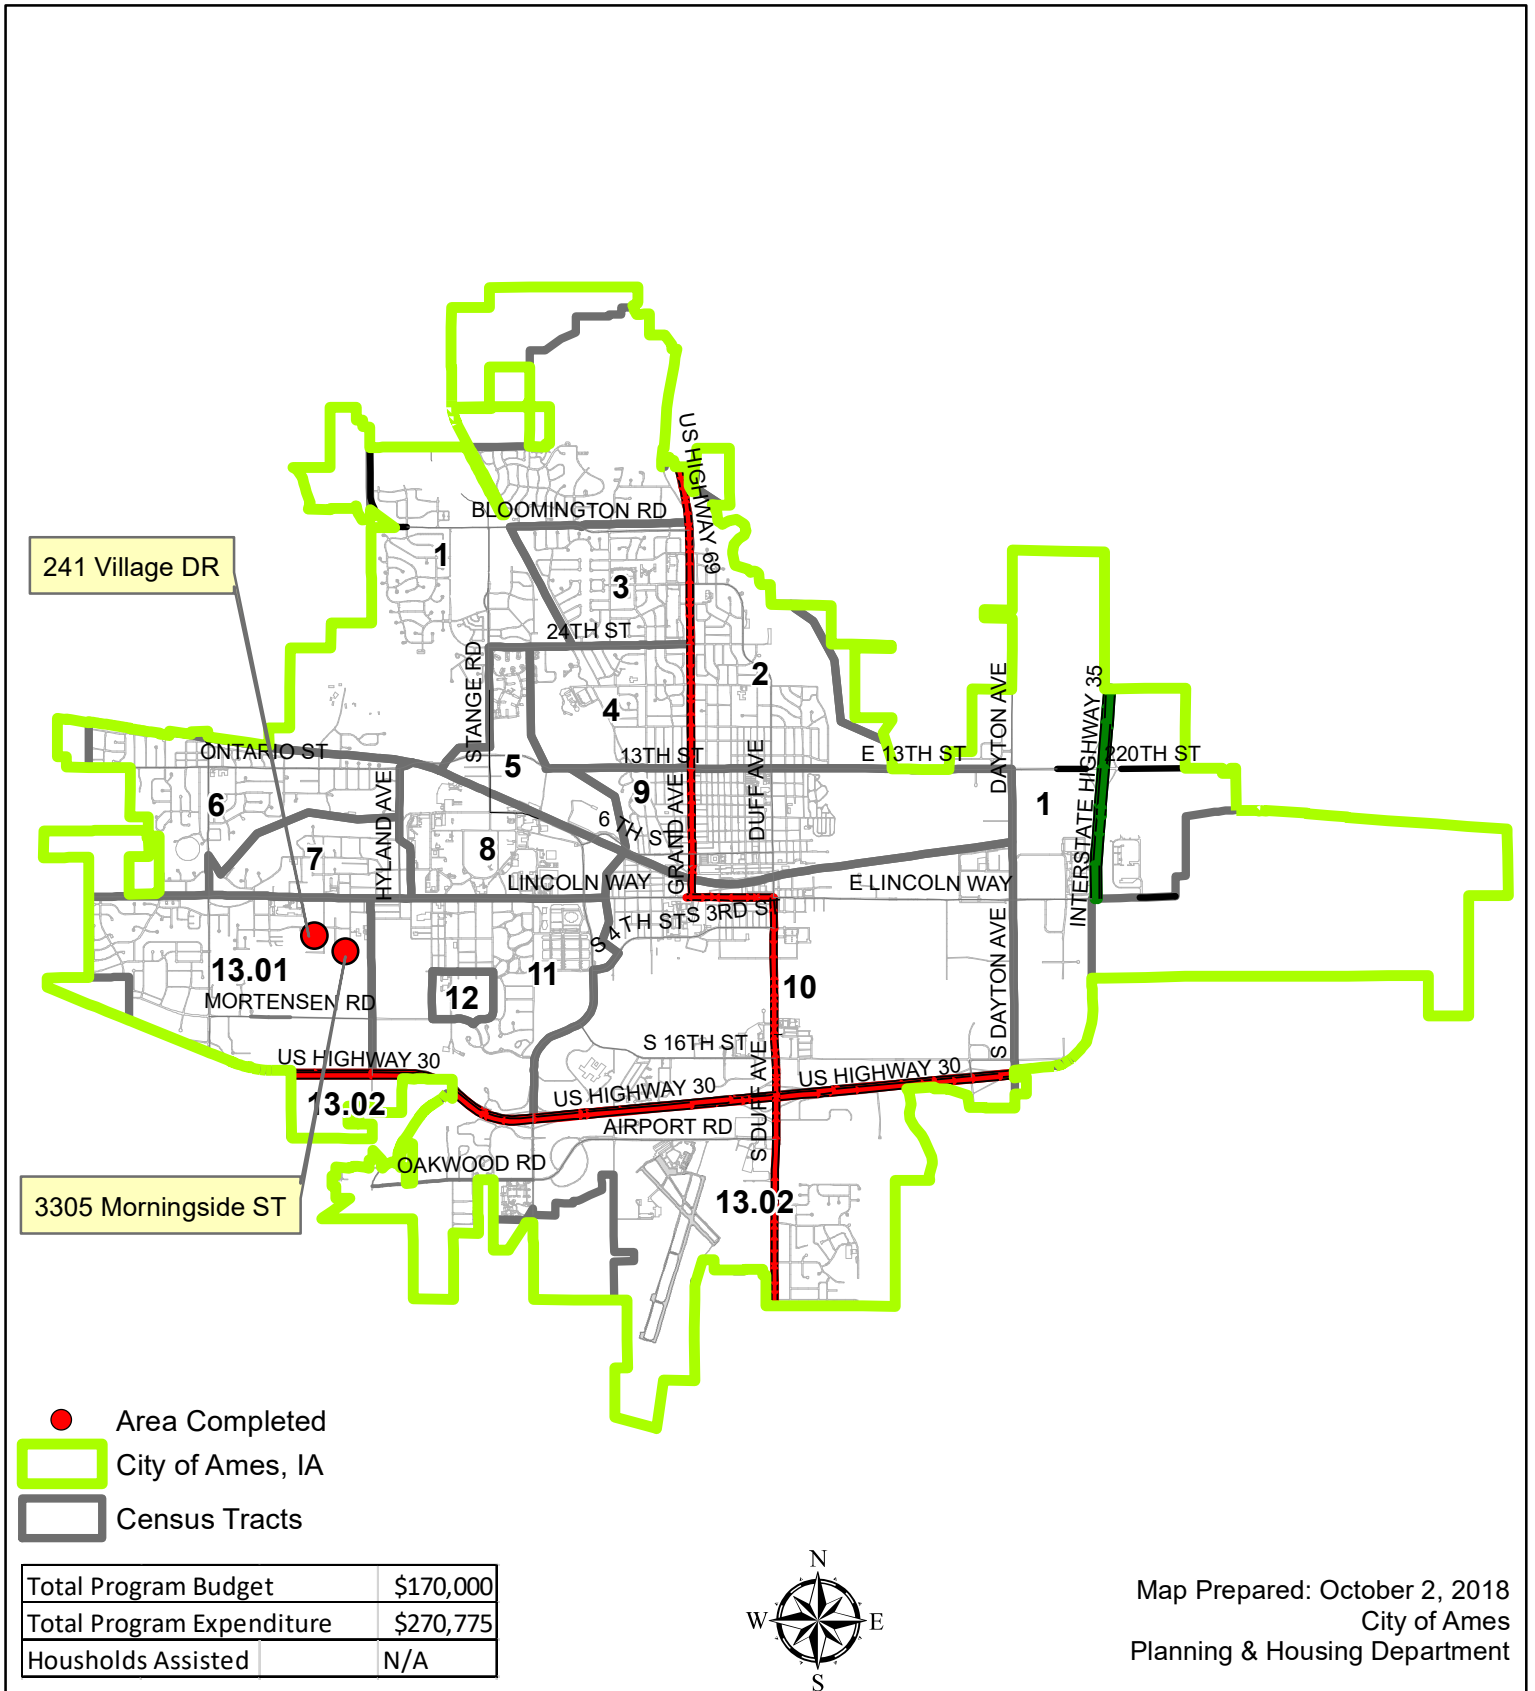 US HIGHWAY 69
BLOOMINGTON RD
1
241 Village DR
3
24TH ST
STANGE RD
2
4
DAYTON AVE
INTERSTATE HIGHWAY 35
ONTARIO ST
13TH ST
E 13TH ST
220TH ST
5
HYLAND AVE
GRAND AVE
DUFF AVE
9
1
6
6 TH ST
7
8
LINCOLN WAY
E LINCOLN WAY
S 3RD S
S 4 TH ST
S DAYTON AVE
13.01
11
10
12
MORTENSEN RD
S 16TH ST
US HIGHWAY 30
US HIGHWAY 30
US HIGHWAY 30
S DUFF AVE
13.02
AIRPORT RD
OAKWOOD RD
3305 Morningside ST
13.02
Area Completed
City of Ames, IA
Census Tracts
Total Program Budget $170,000
Total Program Expenditure $270,775
Housholds Assisted N/A
N
W E
S
Map Prepared: October 2, 2018
City of Ames
Planning & Housing Department